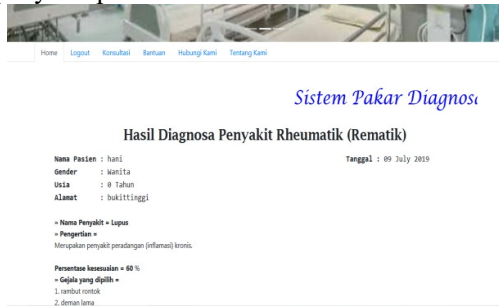 Home Logout Konsultasi Bantuan Hubungi Kami Tentang Kami
Sistem Pakar Diagnosa
Hasil Diagnosa Penyakit Rheumatik (Rematik)
Nama Pasien : hani Tanggal : 09 July 2019
Gender : Wanita
Usia : 0 Tahun
Alamat : bukittinggi
» Nama Penyakit = Lupus
» Pengertian =
Merupakan penyakit peradangan (inflamasi) kronis.
Persentase kesesuaian = 60 %
» Gejala yang dipilih =
1. rambut rontok
2. deman lama